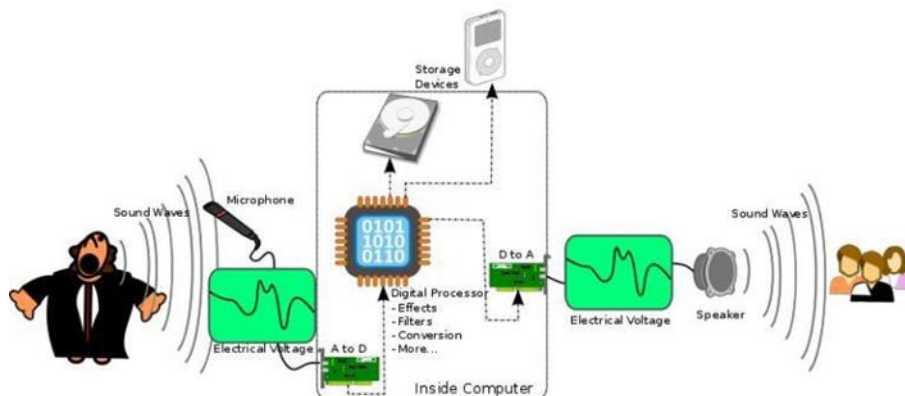 Storage
Devices
Microphone
Sound Waves
0101
1010
0110
Sound Waves
D to A
Digital Processor
- Effects
- Filters
- Conversion
- More...
Electrical Voltage
Speaker
Electrical Voltage
A to D
Inside Computer